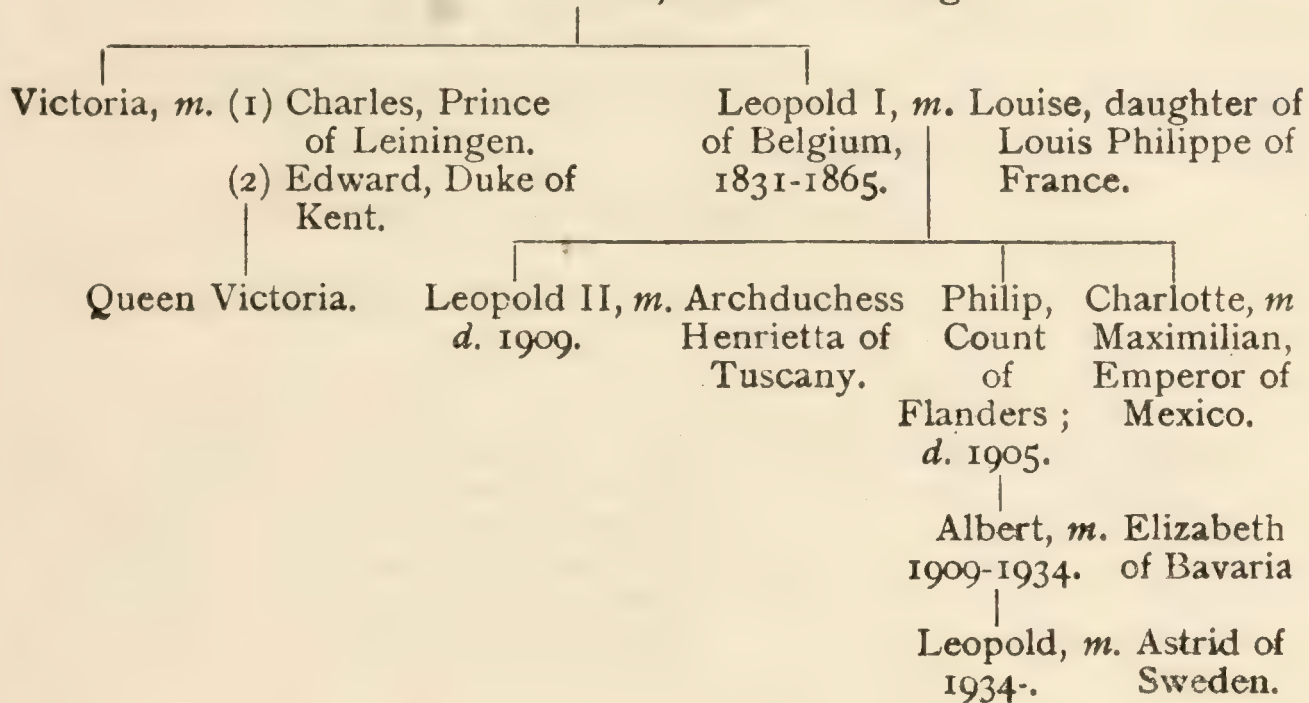 Victoria, m. (1) Charles, Prince
of Leiningen.
(2) Edward, Duke of
Kent.
Leopold I, m. Louise, daughter of
of Belgium, Louis Philippe of
1831-1865. France.
Queen Victoria.
Leopold II, m. Archduchess
d. 1909. Henrietta of
Tuscany.
Philip,
Count
of
Flanders ;
d. 1905.
Charlotte, m
Maximilian,
Emperor of
Mexico.
Albert, m. Elizabeth
1909-1934. of Bavaria
Leopold, m. Astrid of
1934-. Sweden.